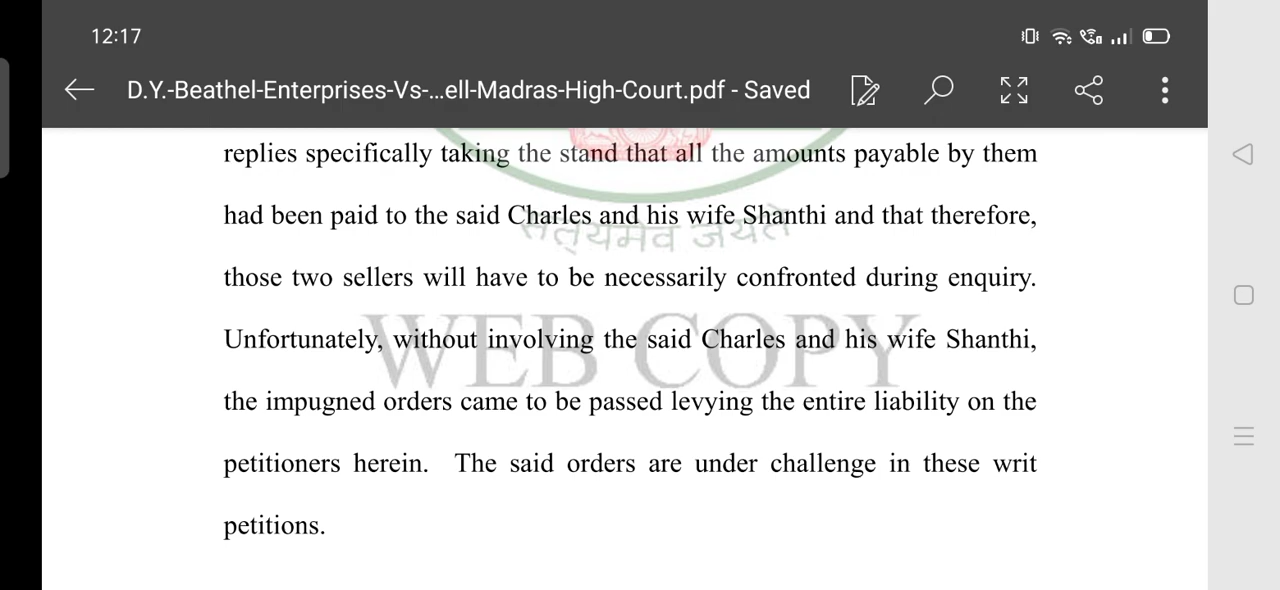 12:17
D.Y.-Beathel-Enterprises-Vs-...ell-Madras-High-Court.pdf - Saved
replies specifically taking the stand that all the amounts payable by them
had been paid to the said Charles and his wife Shanthi and that therefore,
सत्यमेव जयते
those two sellers will have to be necessarily confronted during enquiry.
Unfortunately, without involving the said Charles and his wife Shanthi,
WEB COPY
the impugned orders came to be passed levying the entire liability on the
petitioners herein. The said orders are under challenge in these writ
petitions.